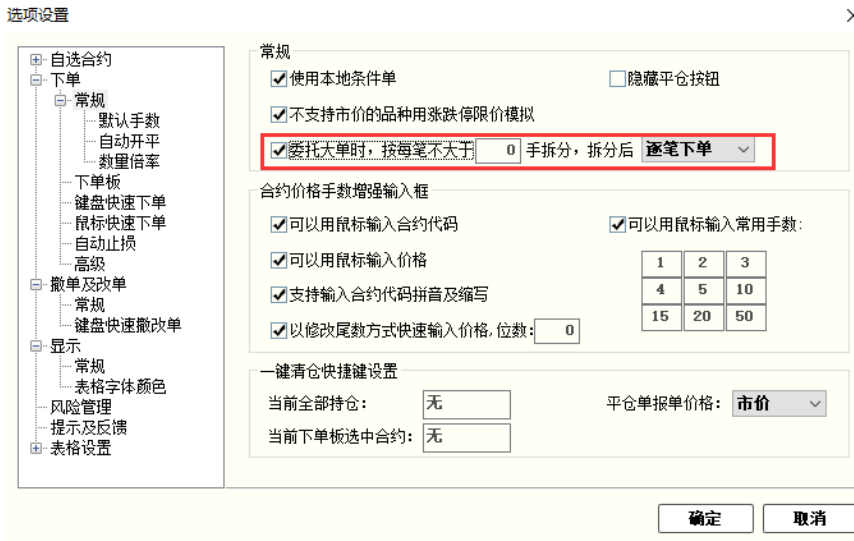 选项设置
自选合约
下单
常规
默认手数
自动开平
数量倍率
下单板
键盘快速下单
鼠标快速下单
自动止损
高级
撤单及改单
常规
键盘快速撤改单
显示
常规
表格字体颜色
风险管理
提示及反馈
表格设置
常规
使用本地条件单 隐藏平仓按钮
不支持市价的品种用涨跌停限价模拟
委托大单时，按每笔不大于 0 手拆分，拆分后 逐笔下单
合约价格手数增强输入框
可以用鼠标输入合约代码 可以用鼠标输入常用手数:
可以用鼠标输入价格
1 2 3
支持输入合约代码拼音及缩写
4 5 10
15 20 50
以修改尾数方式快速输入价格,位数: 0
一键清仓快捷键设置
当前全部持仓: 无 平仓单报单价格: 市价
当前下单板选中合约: 无
确定 取消